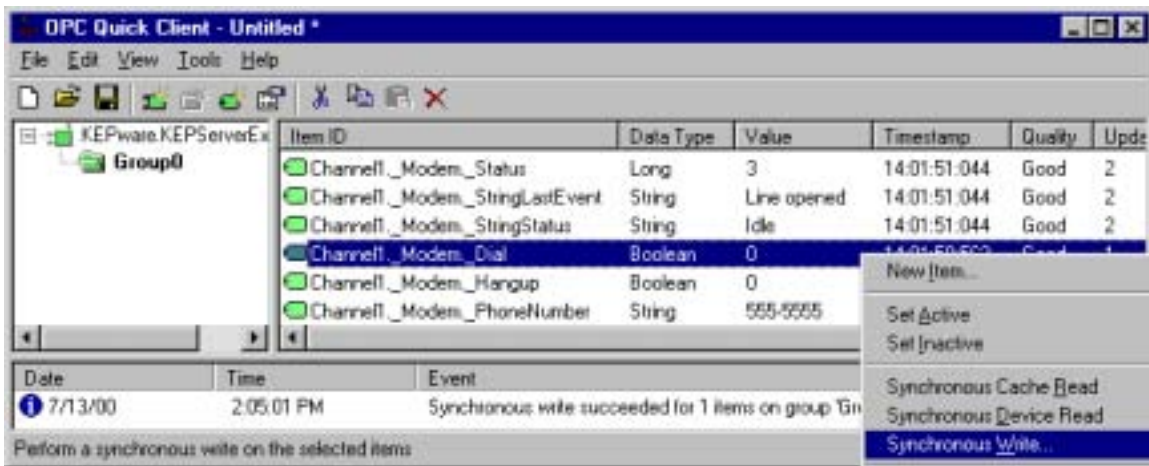 OPC Quick Client - Untitled *
File Edit View Tools Help
KEPware.KEPServerEx
Group0
Item ID Data Type Value Timestamp Quality Upda
Channel1._Modem._Status Long 3 14:01:51:044 Good 2
Channel1._Modem._StringLastEvent String Line opened 14:01:51:044 Good 2
Channel1._Modem._StringStatus String Idle 14:01:51:044 Good 2
Channel1._Modem._Dial Boolean 0
Channel1._Modem._Hangup Boolean 0
Channel1._Modem._PhoneNumber String 555-5555
New Item...
Set Active
Set Inactive
Synchronous Cache Read
Synchronous Device Read
Synchronous Write...
Date Time Event
7/13/00 2:05:01 PM Synchronous write succeeded for 1 items on group 'Gro
Perform a synchronous write on the selected items